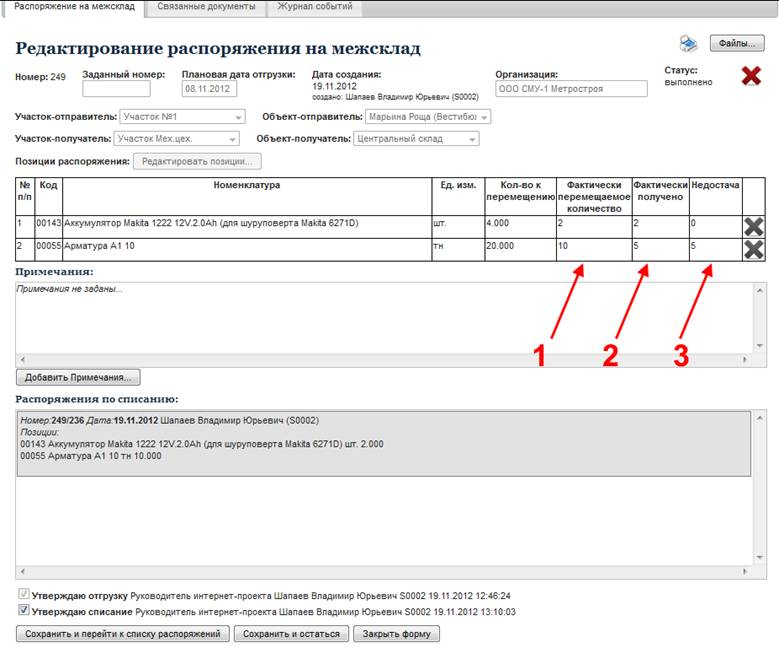 Распоряжение на межсклад Связанные документы Журнал событий
Редактирование распоряжения на межсклад
Файлы...
Номер: 249 Заданный номер: Плановая дата отгрузки: Дата создания: Организация: Статус:
08.11.2012 19.11.2012 ООО СМУ-1 Метростроя выполнено
создано: Шапаев Владимир Юрьевич (S0002)
Участок-отправитель: Участок №1 Объект-отправитель: Марьина Роща (Вестибю
Участок-получатель: Участок Мех.цех. Объект-получатель: Центральный склад
Позиции распоряжения: Редактировать позиции...
№ п/п Код Номенклатура Ед. изм. Кол-во к перемещению Фактически перемещаемое количество Фактически получено Недостача
1 00143 Аккумулятор Makita 1222 12V.2.0Ah (для шуруповерта Makita 6271D) шт. 4.000 2 2 0
2 00055 Арматура А1 10 тн 20.000 10 5 5
Примечания:
Примечания не заданы...
1 2 3
Добавить Примечания...
Распоряжения по списанию:
Номер:249/236 Дата:19.11.2012 Шапаев Владимир Юрьевич (S0002)
Позиции:
00143 Аккумулятор Makita 1222 12V.2.0Ah (для шуруповерта Makita 6271D) шт. 2.000
00055 Арматура А1 10 тн 10.000
Утверждаю отгрузку Руководитель интернет-проекта Шапаев Владимир Юрьевич S0002 19.11.2012 12:46:24
Утверждаю списание Руководитель интернет-проекта Шапаев Владимир Юрьевич S0002 19.11.2012 13:10:03
Сохранить и перейти к списку распоряжений Сохранить и остаться Закрыть форму